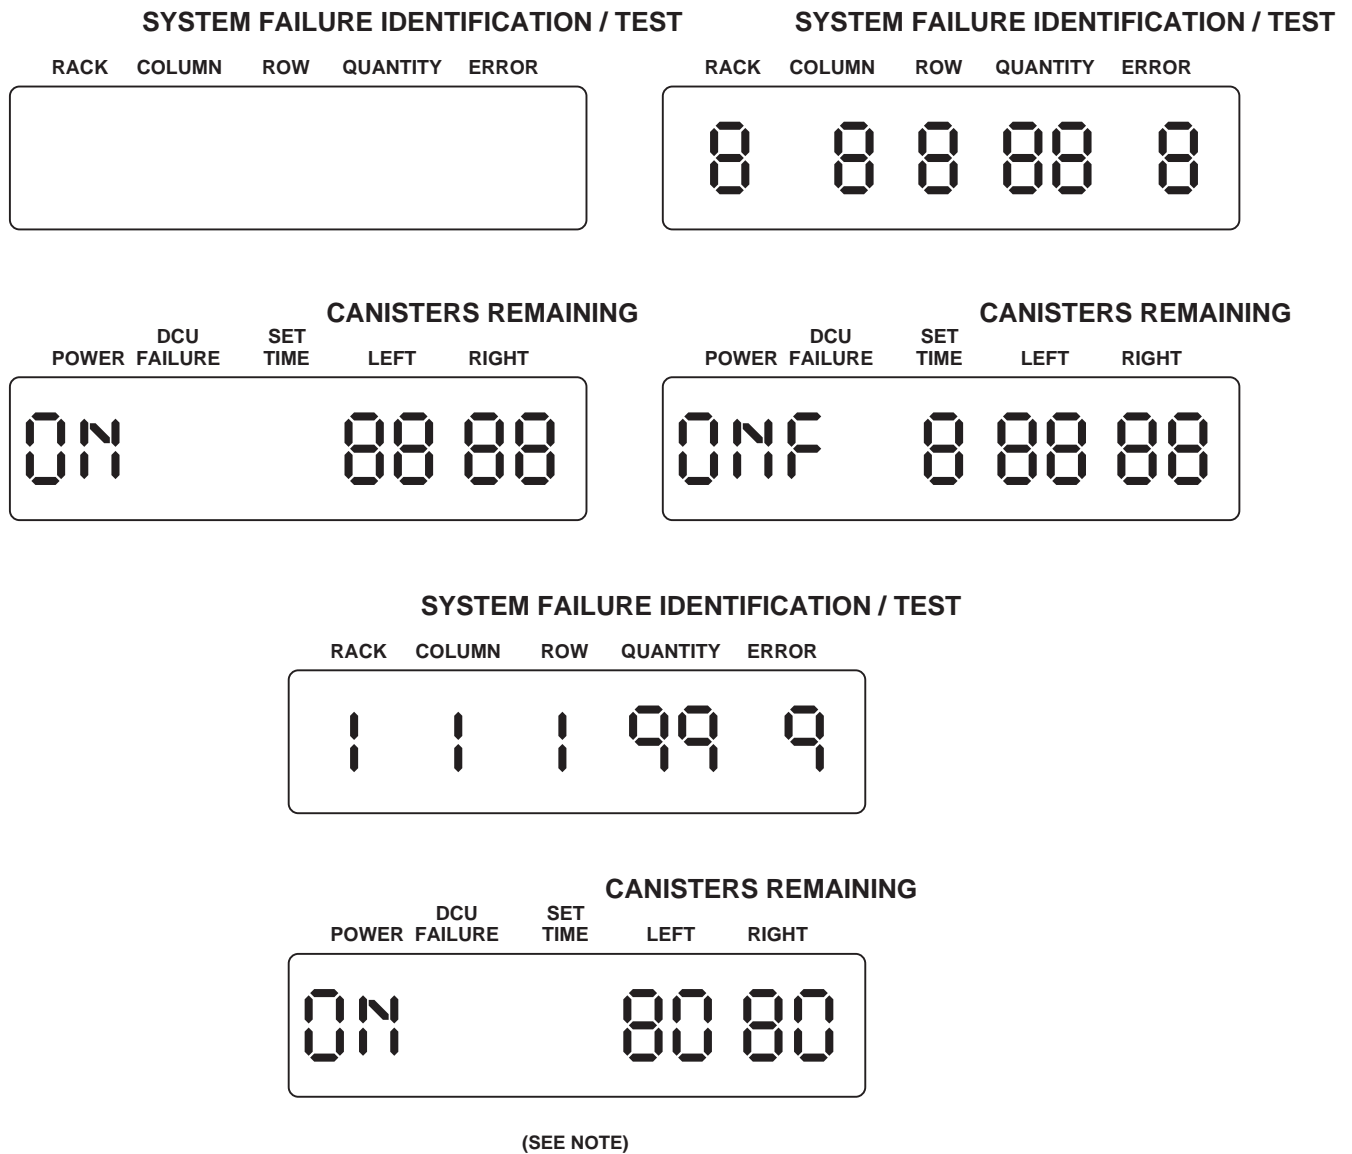 SYSTEM FAILURE IDENTIFICATION / TEST
RACK COLUMN ROW QUANTITY ERROR
SYSTEM FAILURE IDENTIFICATION / TEST
RACK COLUMN ROW QUANTITY ERROR
8 8 8 88 8
CANISTERS REMAINING
DCU SET
POWER FAILURE TIME LEFT RIGHT
ON 88 88
CANISTERS REMAINING
DCU SET
POWER FAILURE TIME LEFT RIGHT
ONF 8 88 88
SYSTEM FAILURE IDENTIFICATION / TEST
RACK COLUMN ROW QUANTITY ERROR
1 1 1 99 9
CANISTERS REMAINING
DCU SET
POWER FAILURE TIME LEFT RIGHT
ON 80 80
(SEE NOTE)